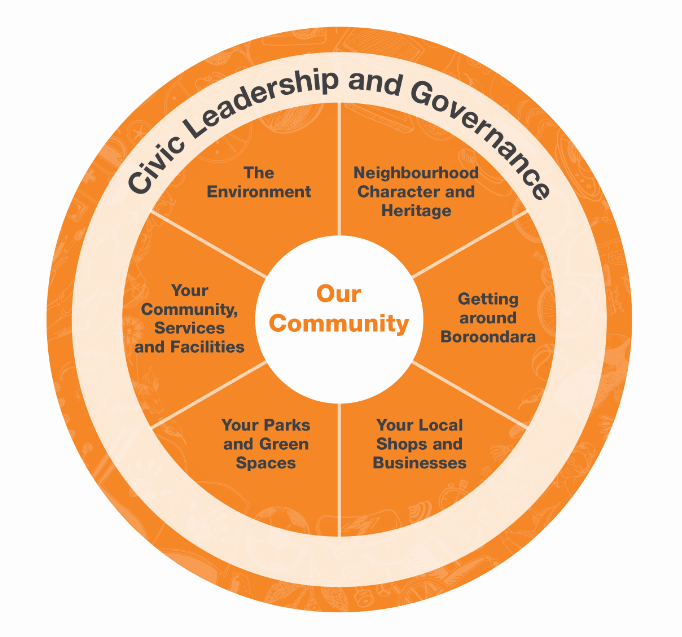 Civic Leadership and Governance
The
Environment
Neighbourhood
Character and
Heritage
Your
Community,
Services
and Facilities
Our
Community
Getting
around
Boroondara
Your Parks
and Green
Spaces
Your Local
Shops and
Businesses